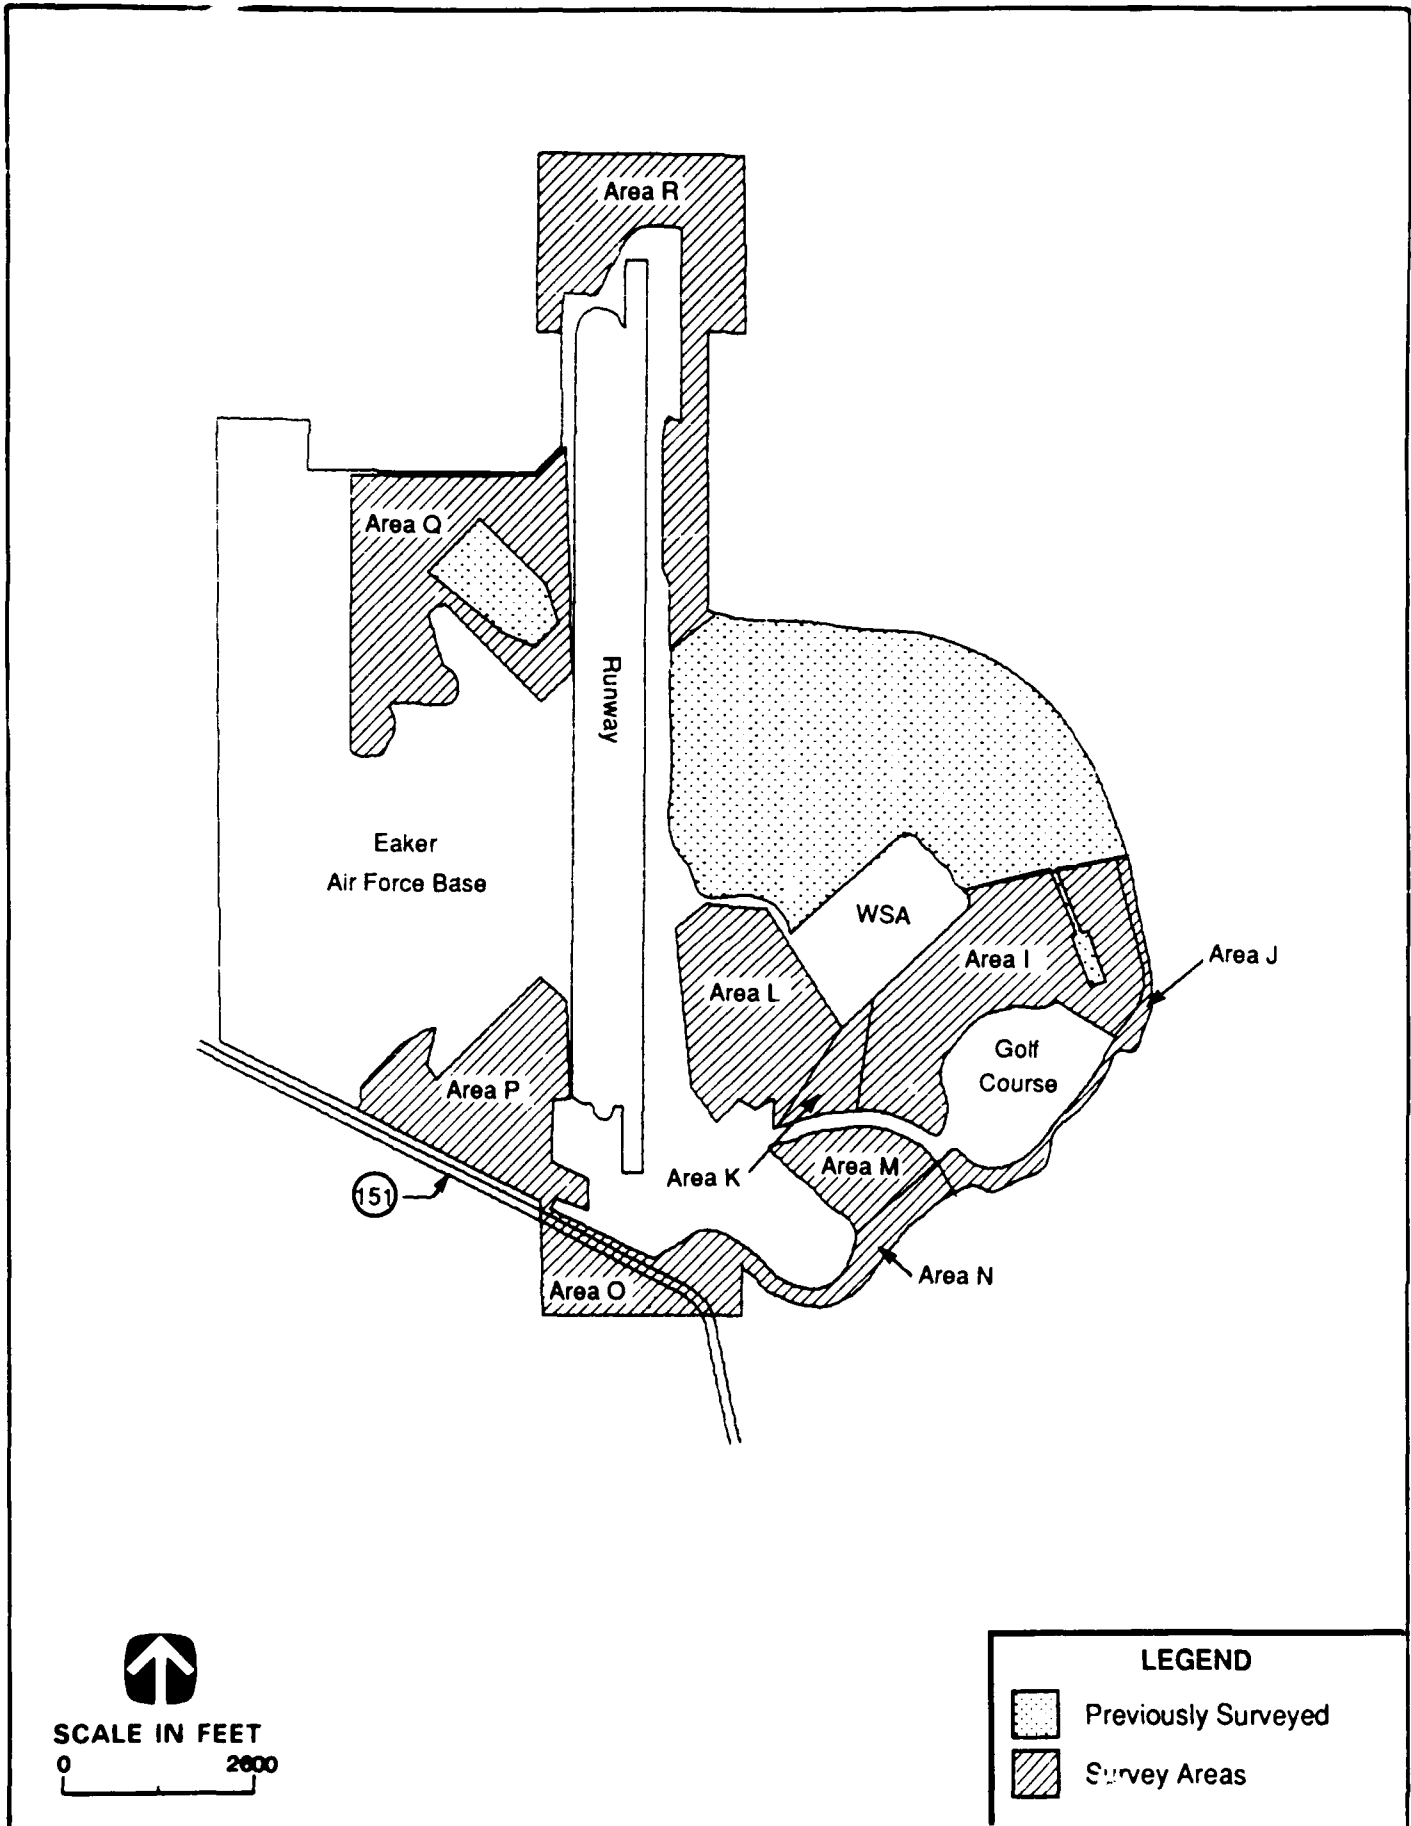 Area R
Area Q
Runway
Eaker
Air Force Base
WSA
Area I
Area J
Area L
Golf
Course
Area P
Area K
Area M
151
Area N
Area O
SCALE IN FEET
0 2000
LEGEND
Previously Surveyed
Survey Areas